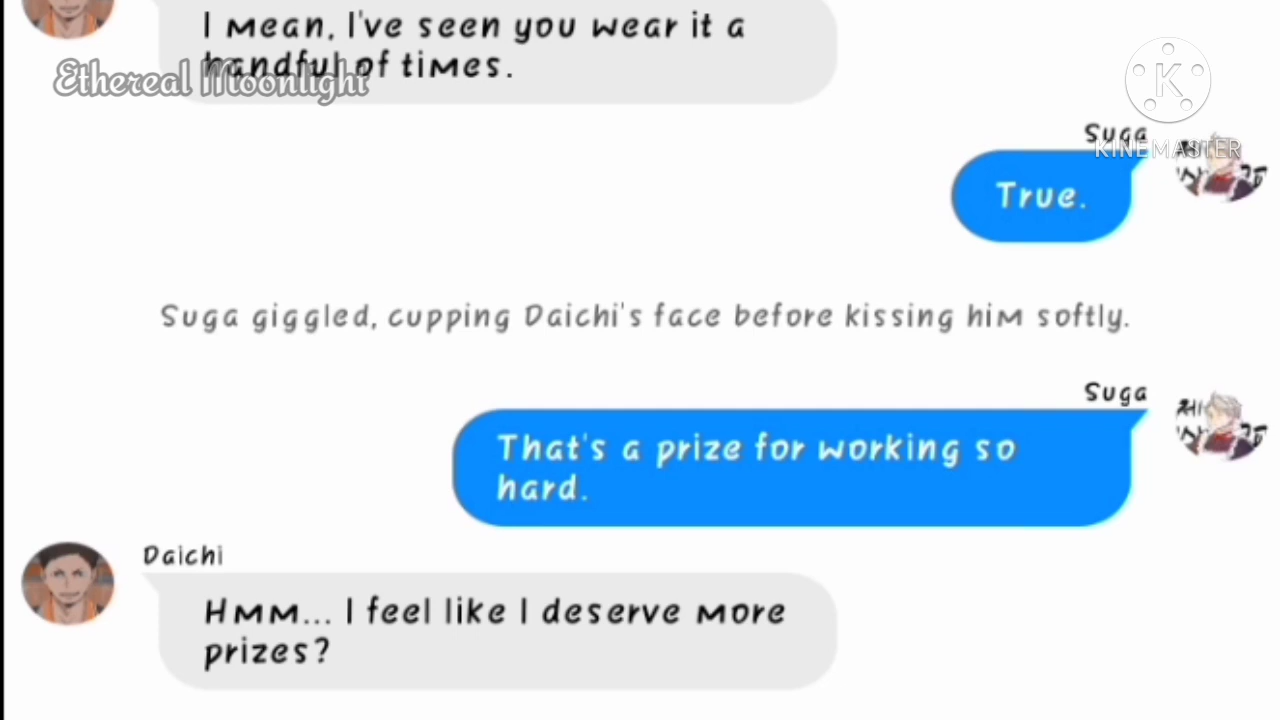 I mean, I've seen you wear it a
handful of times.
Ethereal Moonlight
K
KINEMASTER
Suga
True.
Suga giggled, cupping Daichi's face before kissing him softly.
Suga
That's a prize for working so
hard.
Daichi
Hmm... I feel like I deserve more
prizes?